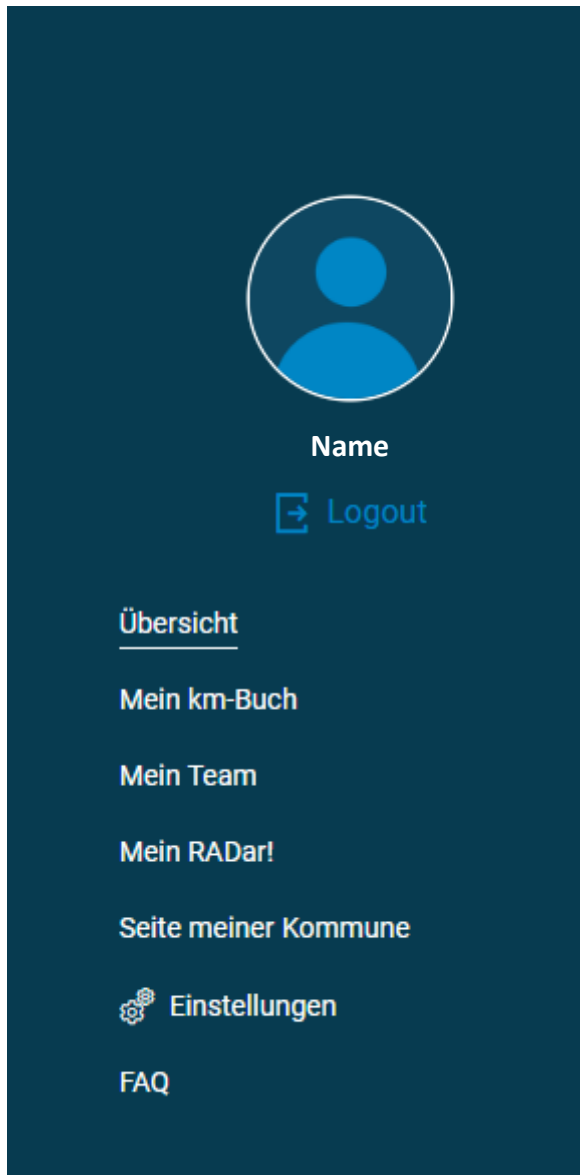 Name
Logout
Übersicht
Mein km-Buch
Mein Team
Mein RADar!
Seite meiner Kommune
Einstellungen
FAQ